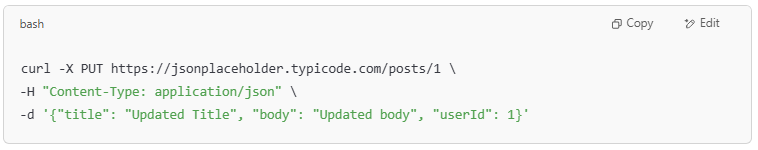 bash Copy Edit
curl -X PUT https://jsonplaceholder.typicode.com/posts/1 \
-H "Content-Type: application/json" \
-d '{"title": "Updated Title", "body": "Updated body", "userId": 1}'